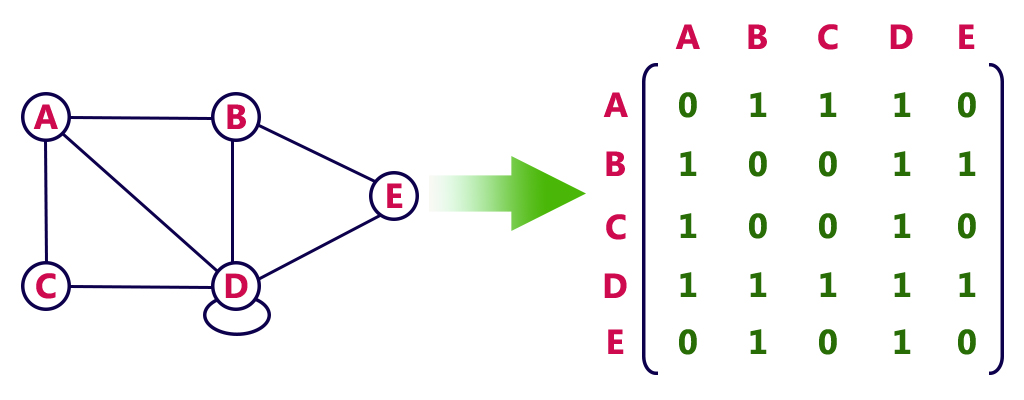 A B C D E
A B
A 0 1 1 1 0
B 1 0 0 1 1
E
C 1 0 0 1 0
C D
D 1 1 1 1 1
E 0 1 0 1 0